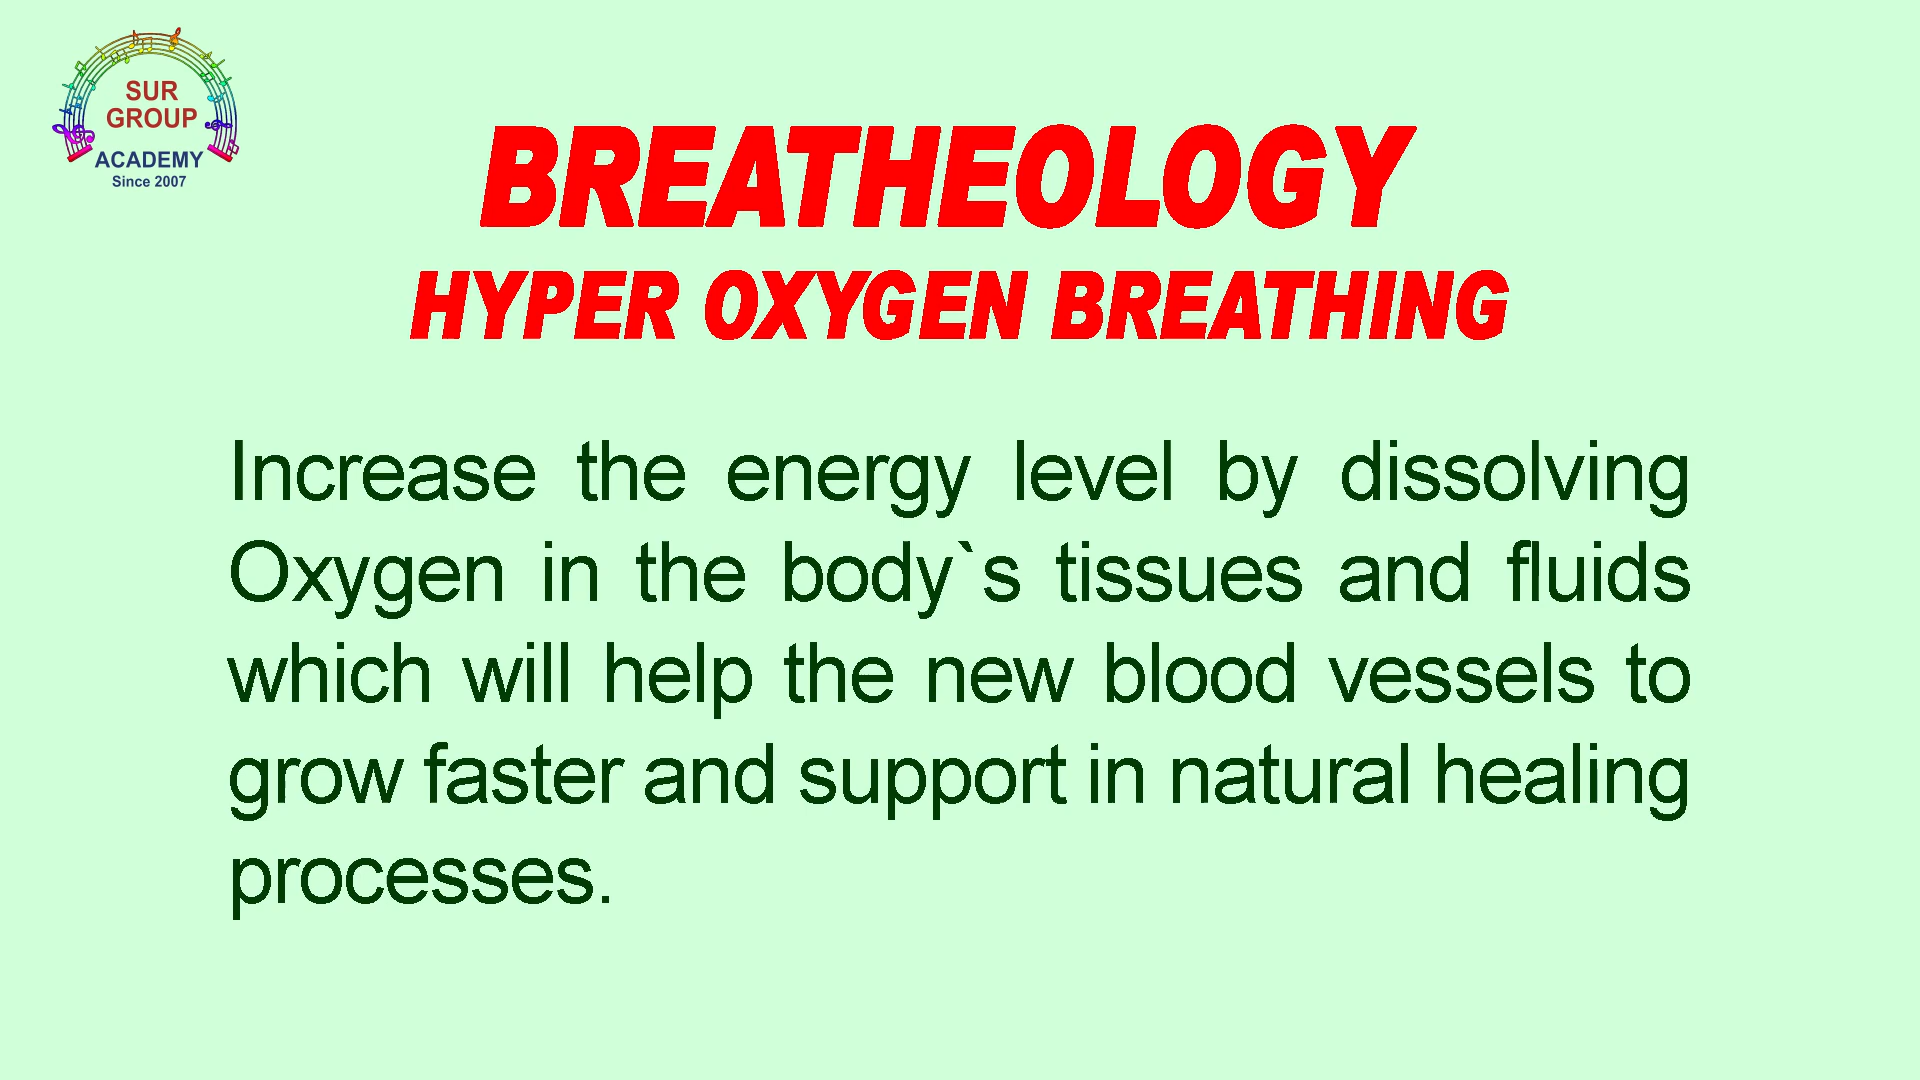 SUR
GROUP
ACADEMY
Since 2007
BREATHEOLOGY
HYPER OXYGEN BREATHING
Increase the energy level by dissolving
Oxygen in the body`s tissues and fluids
which will help the new blood vessels to
grow faster and support in natural healing
processes.